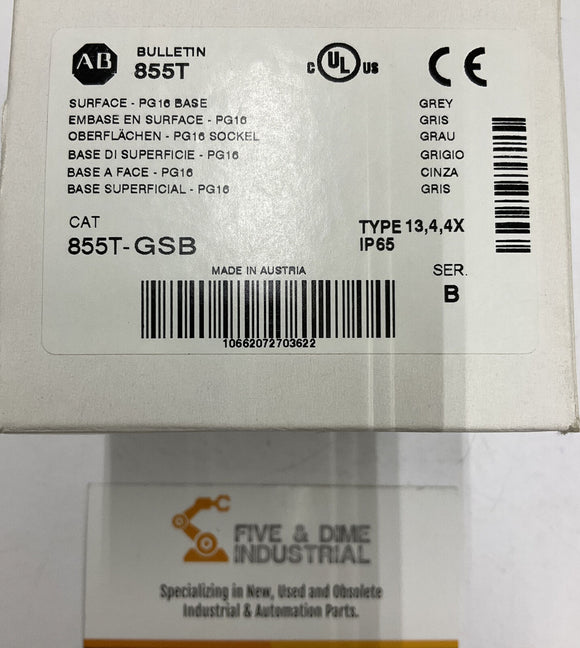 AB
BULLETIN
855T
C UL US
CE
SURFACE - PG16 BASE GREY
EMBASE EN SURFACE - PG16 GRIS
OBERFLÄCHEN - PG16 SOCKEL GRAU
BASE DI SUPERFICIE - PG16 GRIGIO
BASE A FACE - PG16 CINZA
BASE SUPERFICIAL - PG16 GRIS
CAT
855T-GSB
TYPE 13,4,4X
IP65
MADE IN AUSTRIA
SER.
B
10662072703622
FIVE & DIME
INDUSTRIAL
Specializing in New, Used and Obsolete
Industrial & Automation Parts.